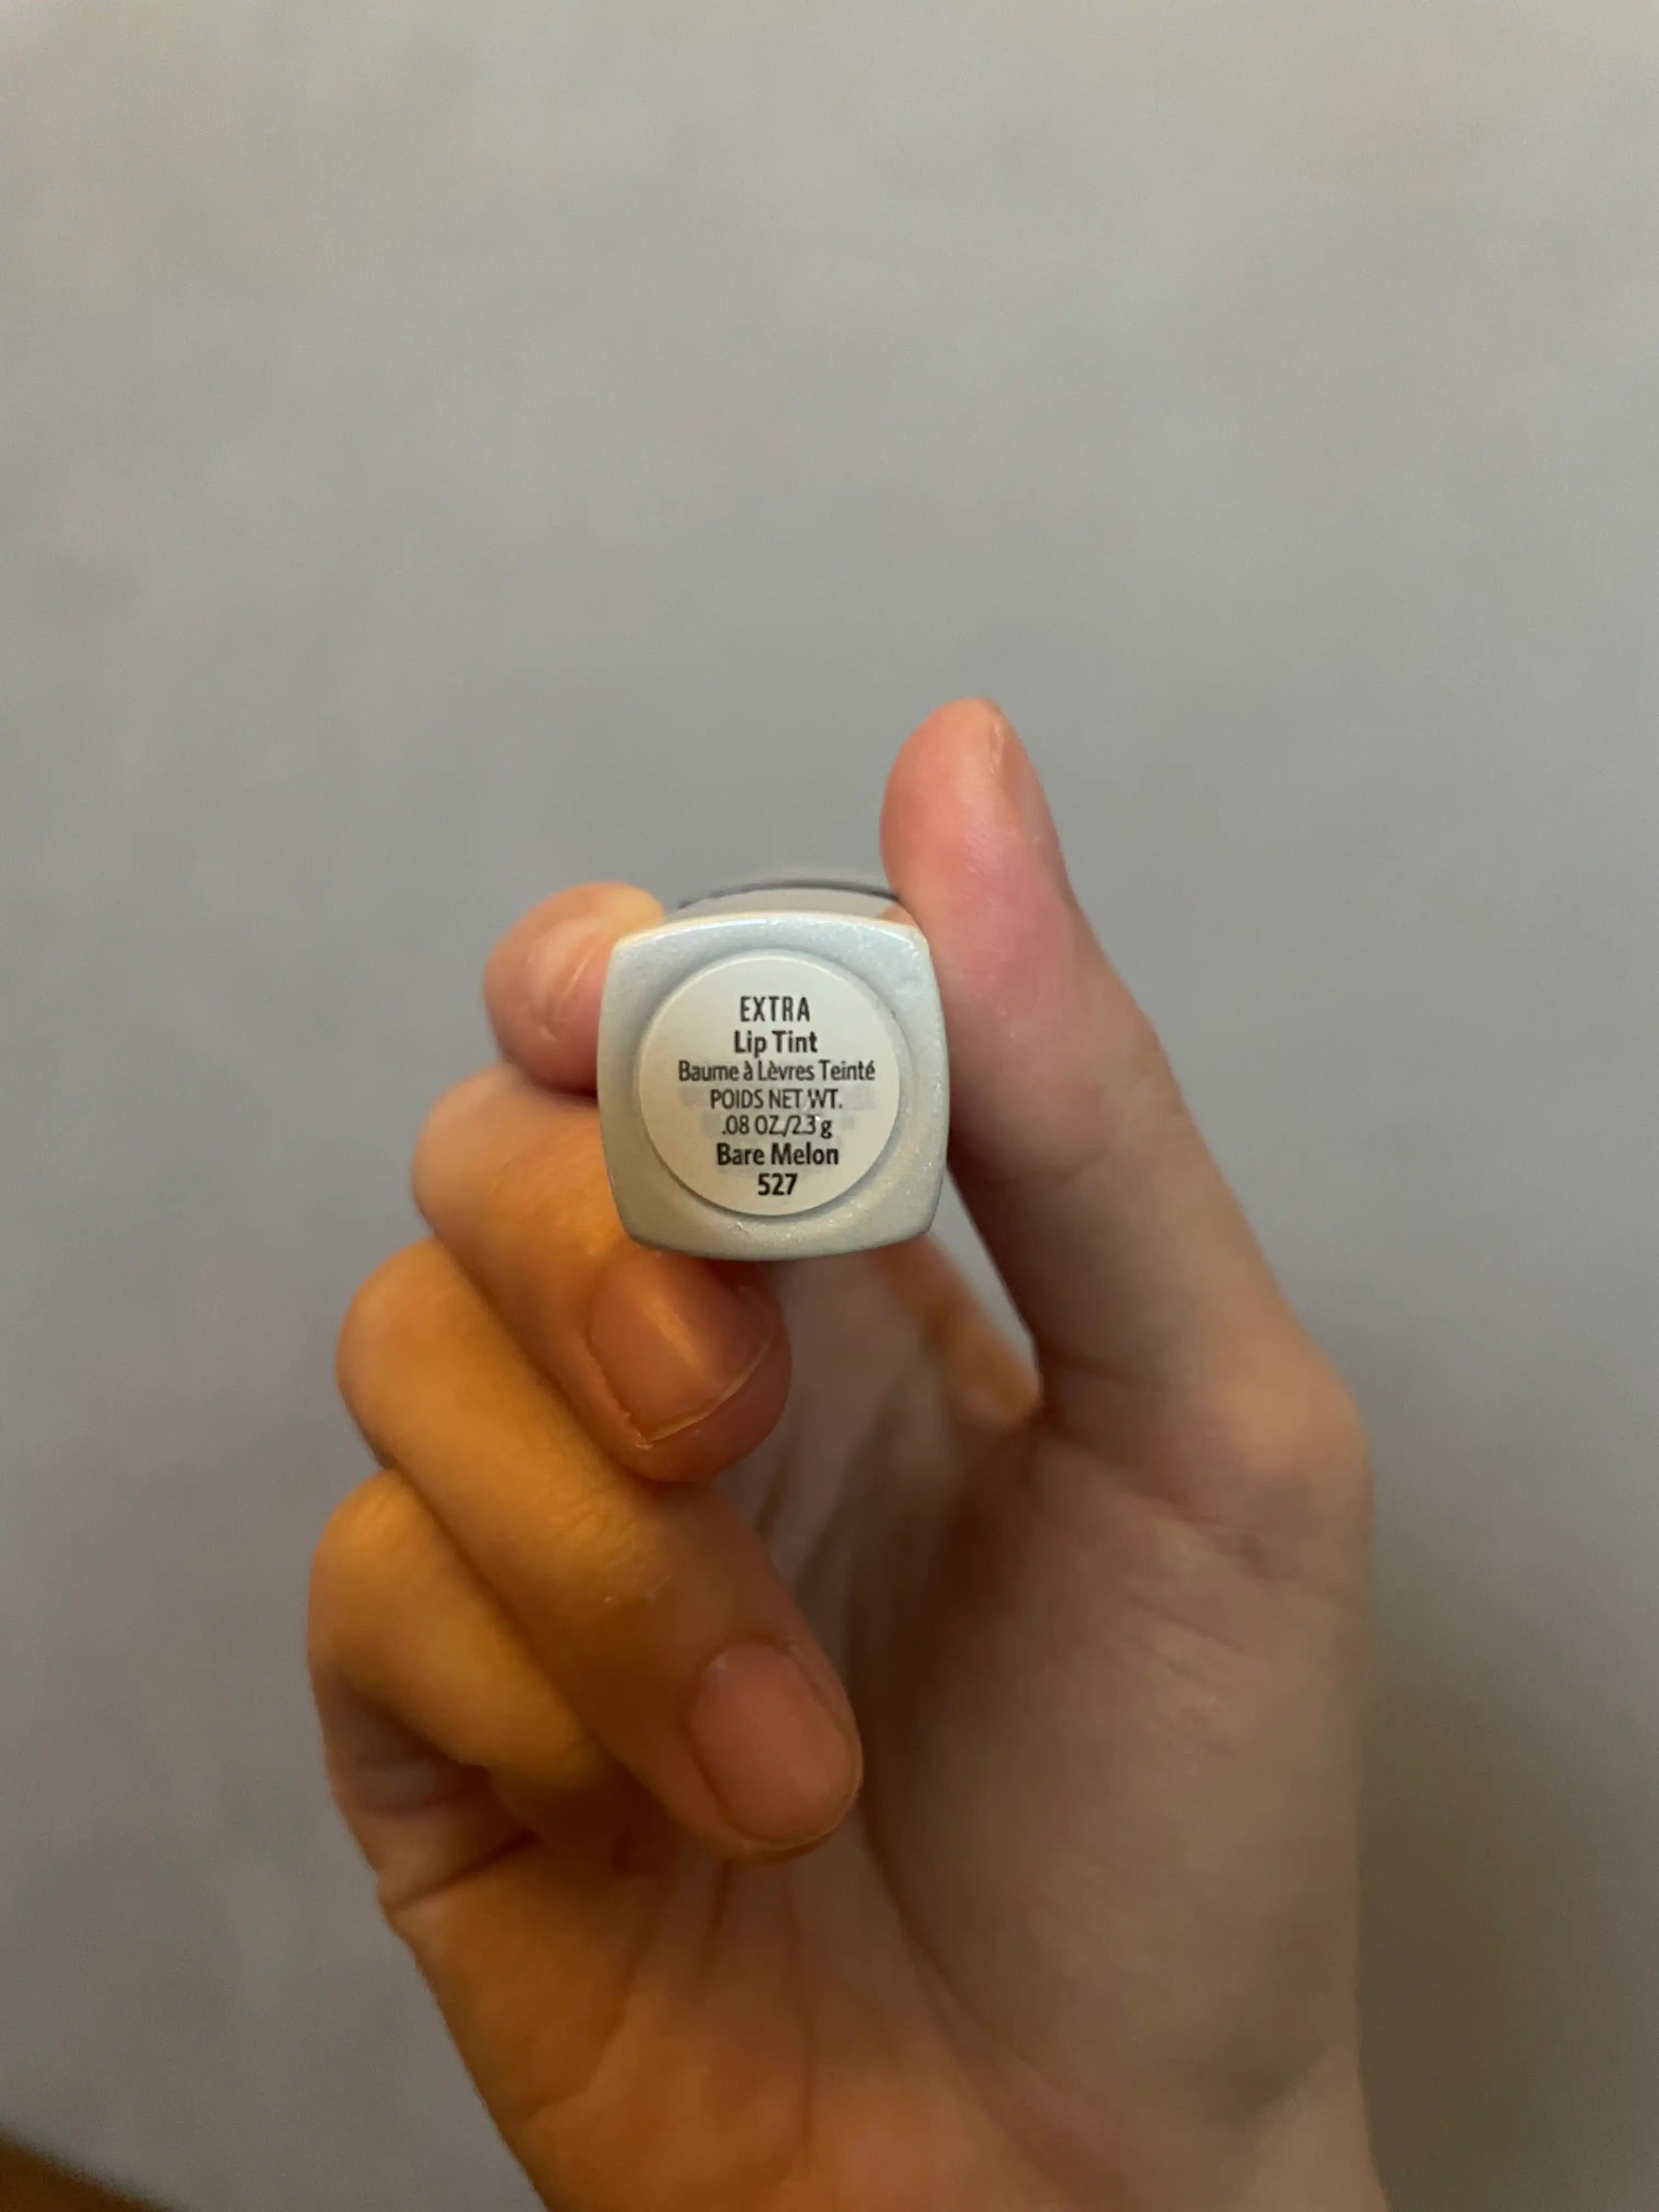 EXTRA
Lip Tint
Baume à Lèvres Teinté
POIDS NET WT.
.08 OZ./2.3 g
Bare Melon
527